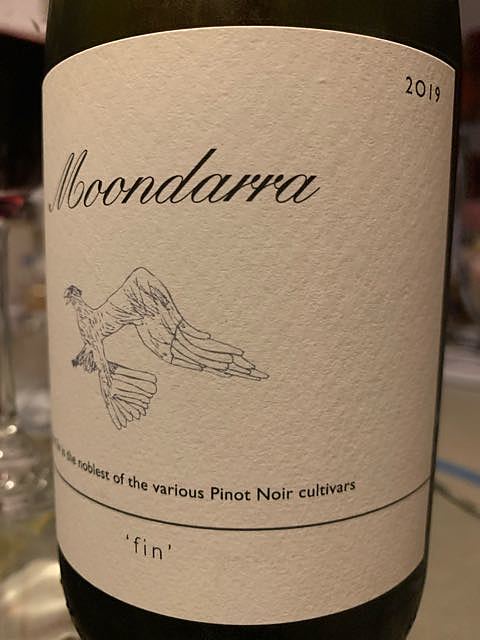 2019
Moondarra
is the noblest of the various Pinot Noir cultivars
'fin'